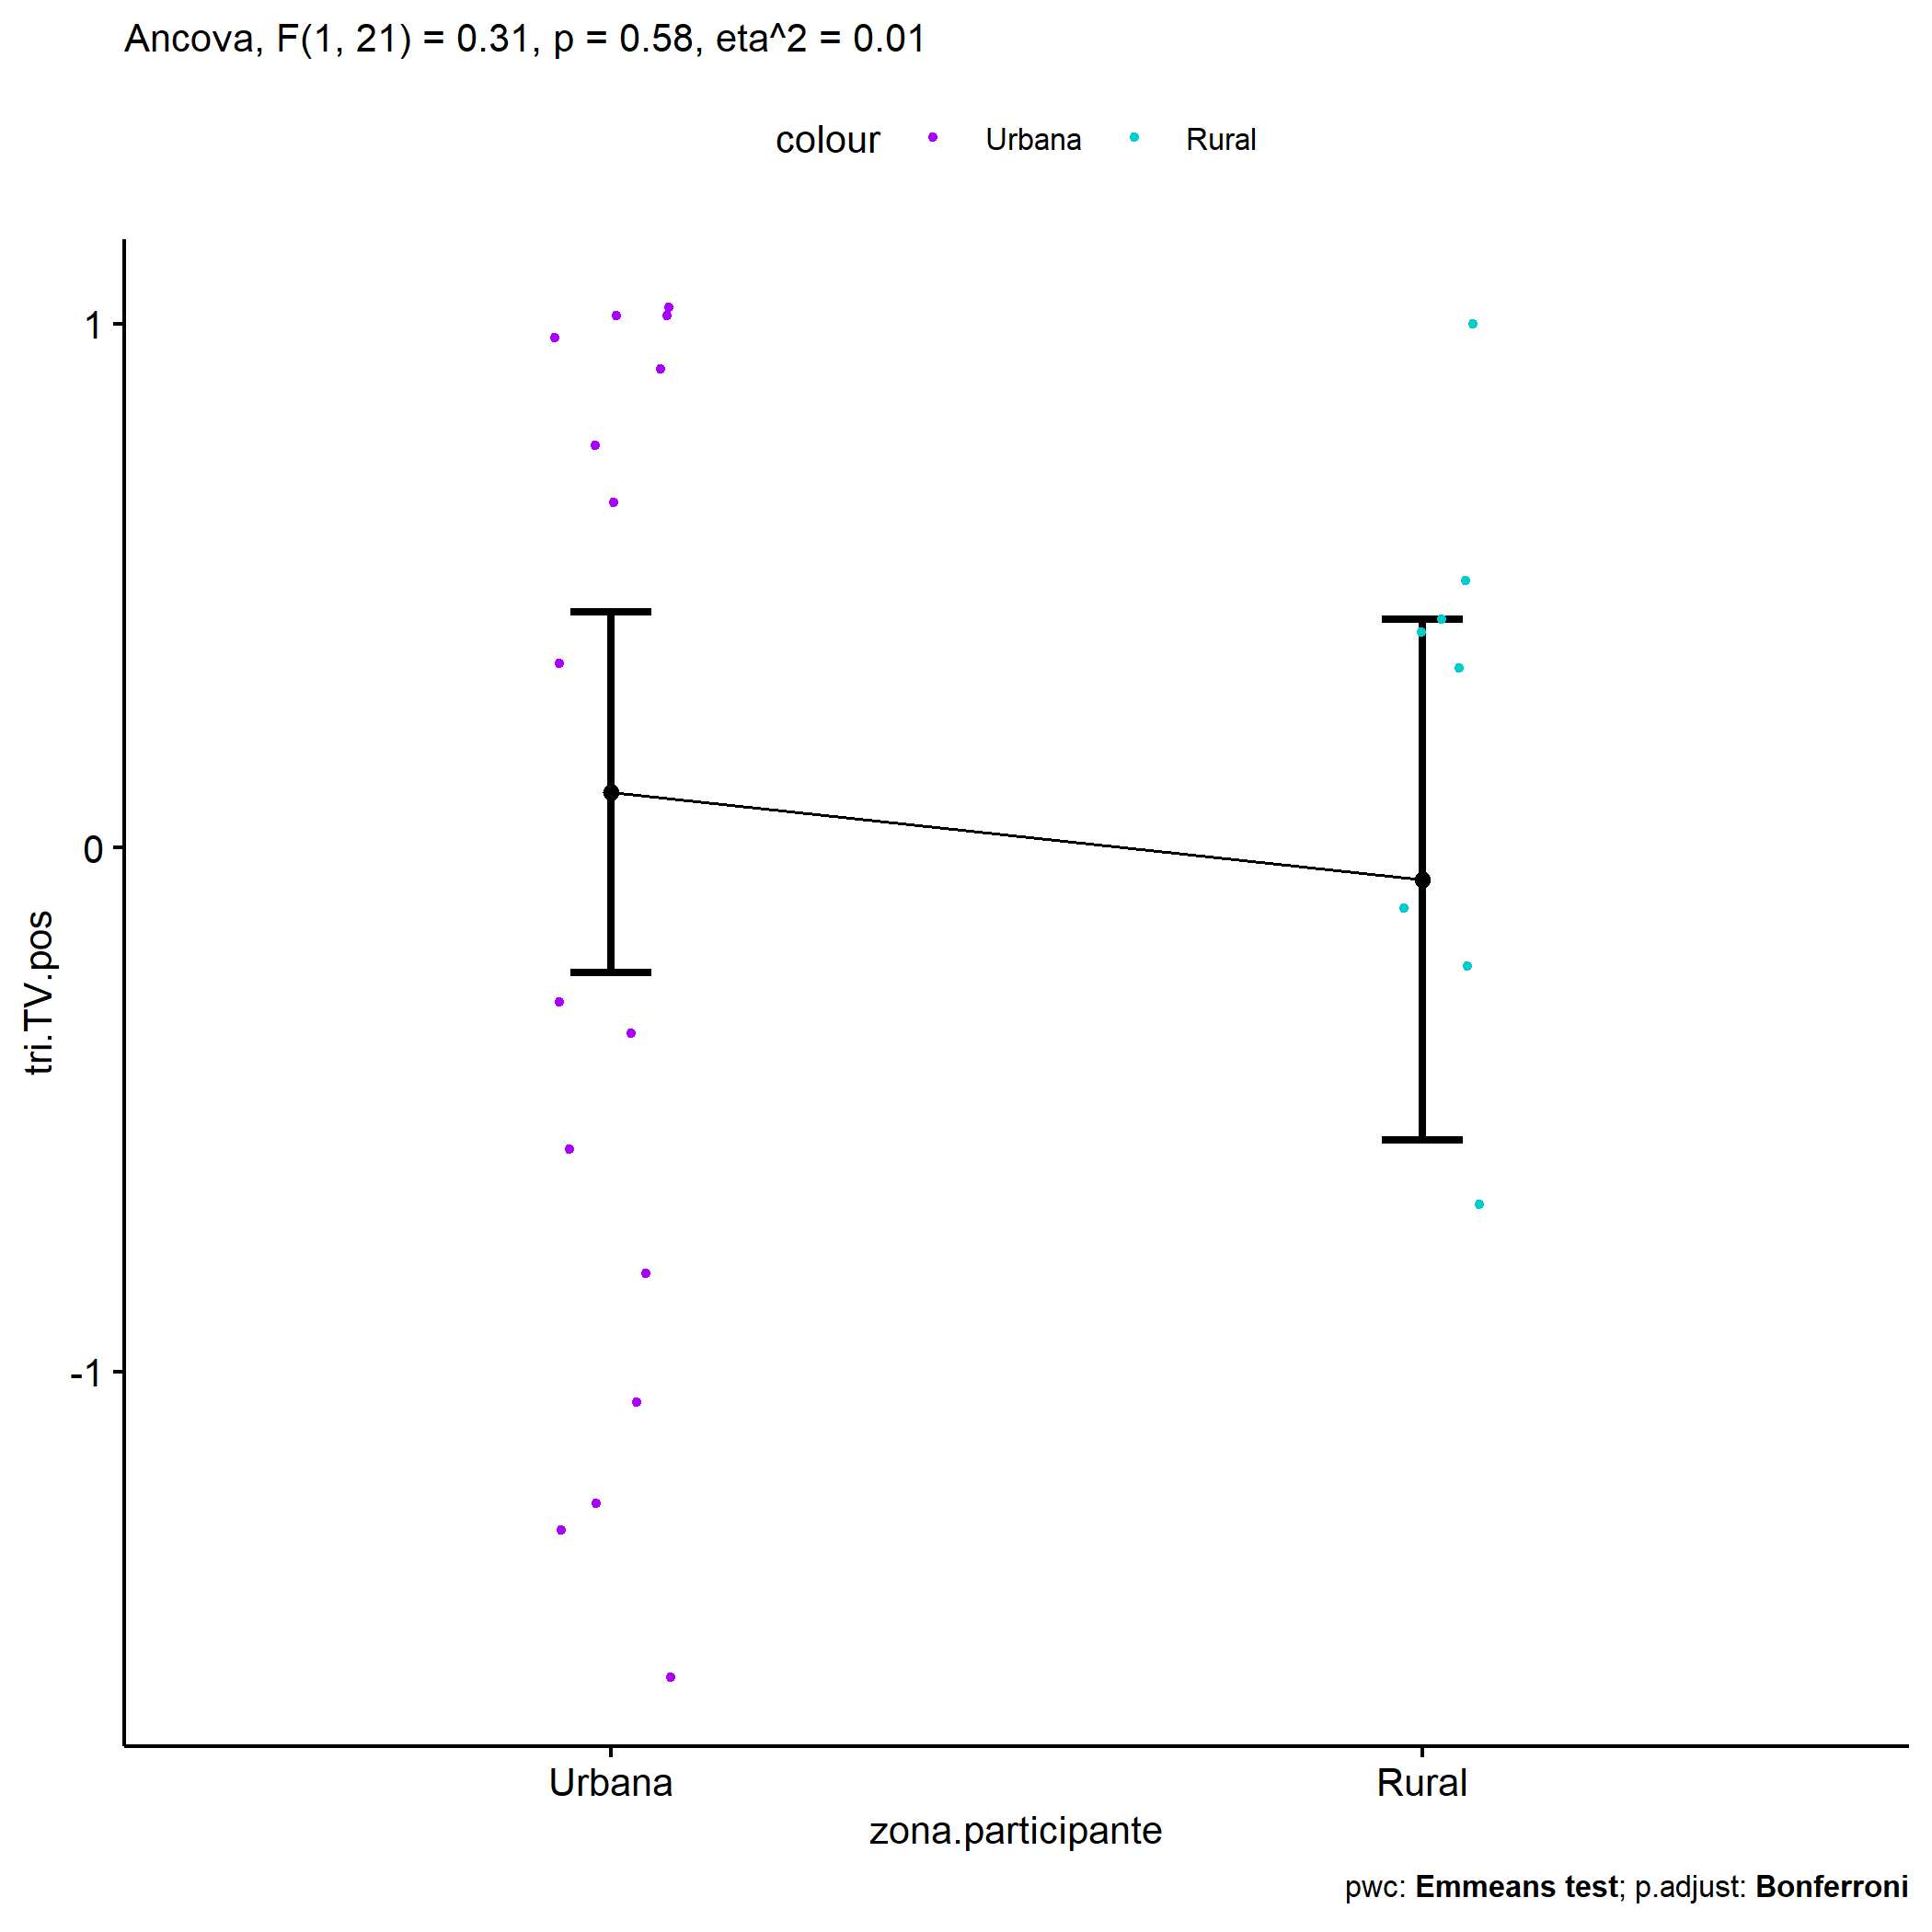 Ancova, F(1, 21) = 0.31, p = 0.58, eta^2 = 0.01
colour Urbana Rural
1
0
-1
tri.TV.pos
Urbana Rural
zona.participante
pwc: Emmeans test; p.adjust: Bonferroni